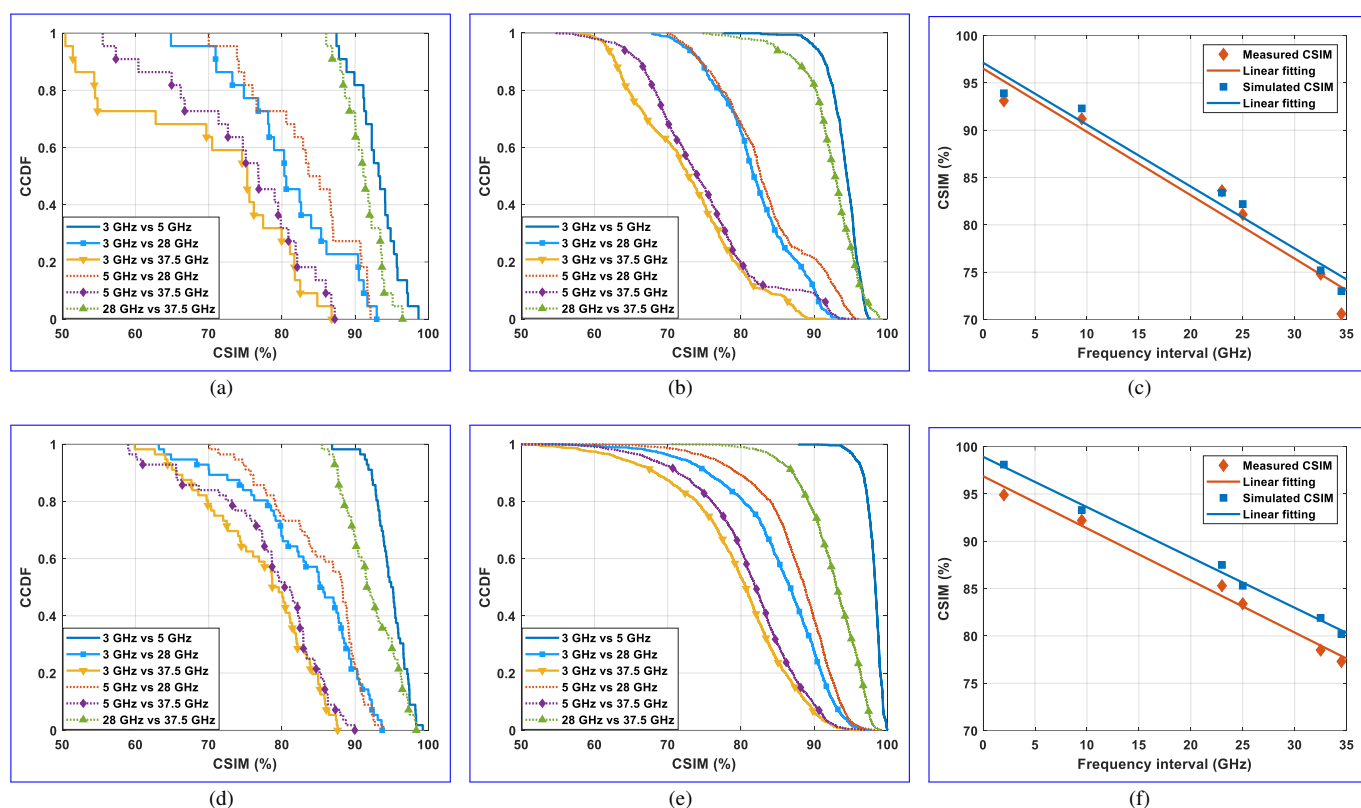 1
0.8
0.6
0.4
0.2
0
CCDF
50 60 70 80 90 100
CSIM (%)
3 GHz vs 5 GHz
3 GHz vs 28 GHz
3 GHz vs 37.5 GHz
5 GHz vs 28 GHz
5 GHz vs 37.5 GHz
28 GHz vs 37.5 GHz
(a)
1
0.8
0.6
0.4
0.2
0
CCDF
50 60 70 80 90 100
CSIM (%)
3 GHz vs 5 GHz
3 GHz vs 28 GHz
3 GHz vs 37.5 GHz
5 GHz vs 28 GHz
5 GHz vs 37.5 GHz
28 GHz vs 37.5 GHz
(b)
100
95
90
85
80
75
70
CSIM (%)
0 5 10 15 20 25 30 35
Frequency interval (GHz)
Measured CSIM
Linear fitting
Simulated CSIM
Linear fitting
(c)
1
0.8
0.6
0.4
0.2
0
CCDF
50 60 70 80 90 100
CSIM (%)
3 GHz vs 5 GHz
3 GHz vs 28 GHz
3 GHz vs 37.5 GHz
5 GHz vs 28 GHz
5 GHz vs 37.5 GHz
28 GHz vs 37.5 GHz
(d)
1
0.8
0.6
0.4
0.2
0
CCDF
50 60 70 80 90 100
CSIM (%)
3 GHz vs 5 GHz
3 GHz vs 28 GHz
3 GHz vs 37.5 GHz
5 GHz vs 28 GHz
5 GHz vs 37.5 GHz
28 GHz vs 37.5 GHz
(e)
100
95
90
85
80
75
70
CSIM (%)
0 5 10 15 20 25 30 35
Frequency interval (GHz)
Measured CSIM
Linear fitting
Simulated CSIM
Linear fitting
(f)